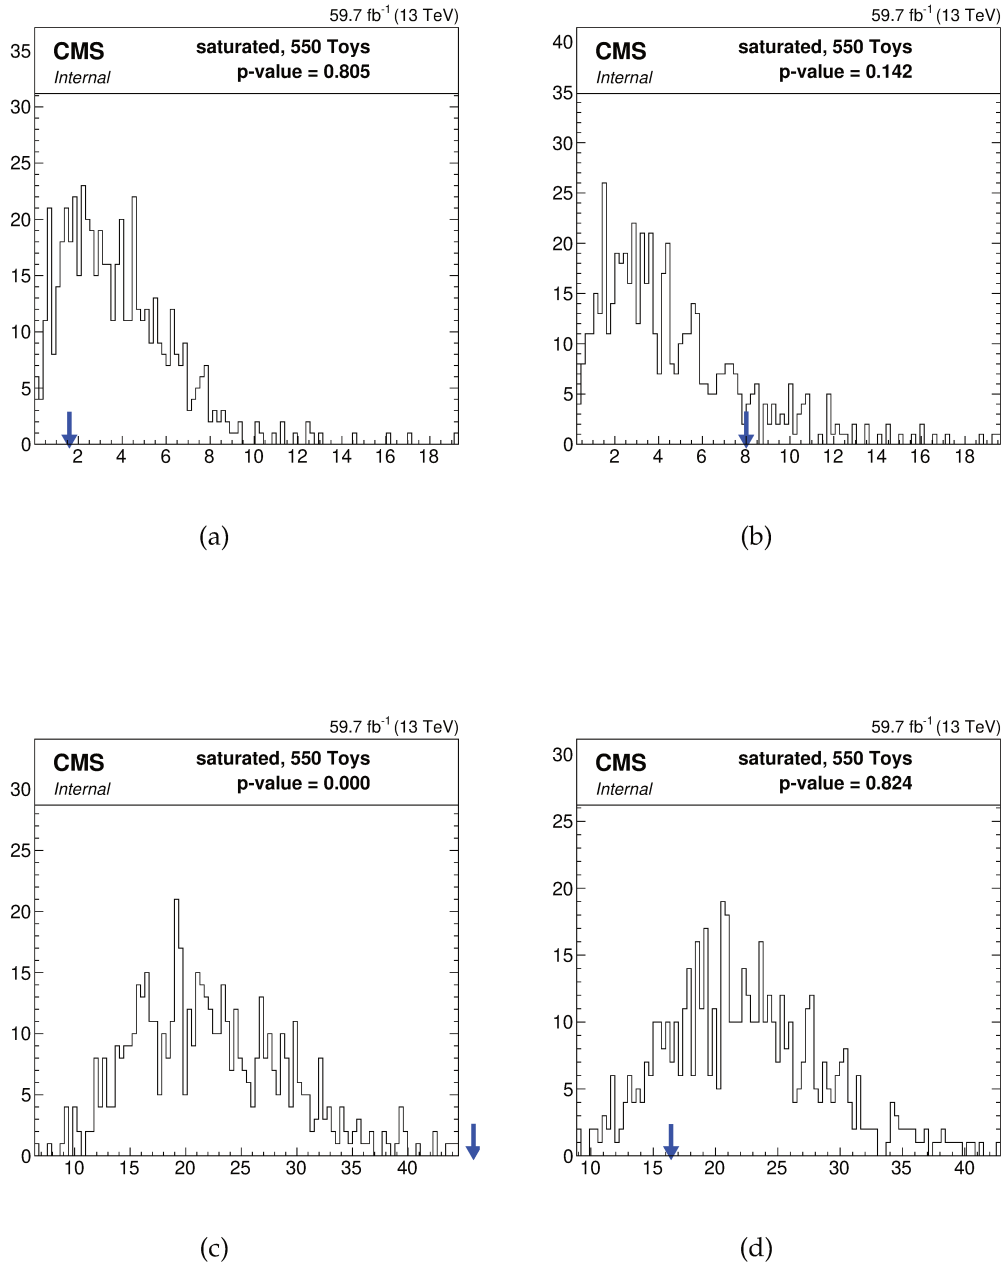 59.7 fb-1 (13 TeV)
CMS
Internal
saturated, 550 Toys
p-value = 0.805
35
30
25
20
15
10
5
0
2 4 6 8 10 12 14 16 18
(a)
59.7 fb-1 (13 TeV)
CMS
Internal
saturated, 550 Toys
p-value = 0.142
40
35
30
25
20
15
10
5
0
2 4 6 8 10 12 14 16 18
(b)
59.7 fb-1 (13 TeV)
CMS
Internal
saturated, 550 Toys
p-value = 0.000
30
25
20
15
10
5
0
10 15 20 25 30 35 40
(c)
59.7 fb-1 (13 TeV)
CMS
Internal
saturated, 550 Toys
p-value = 0.824
30
25
20
15
10
5
0
10 15 20 25 30 35 40
(d)